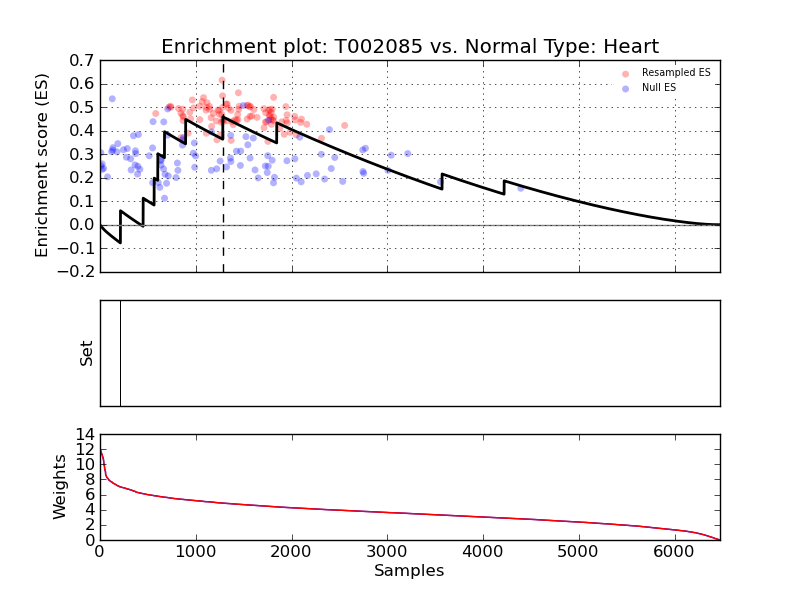 Enrichment plot: T002085 vs. Normal Type: Heart
Enrichment score (ES)
0.7
0.6
0.5
0.4
0.3
0.2
0.1
0.0
−0.1
−0.2
Resampled ES
Null ES
Set
Weights
14
12
10
8
6
4
2
0
0 1000 2000 3000 4000 5000 6000
Samples